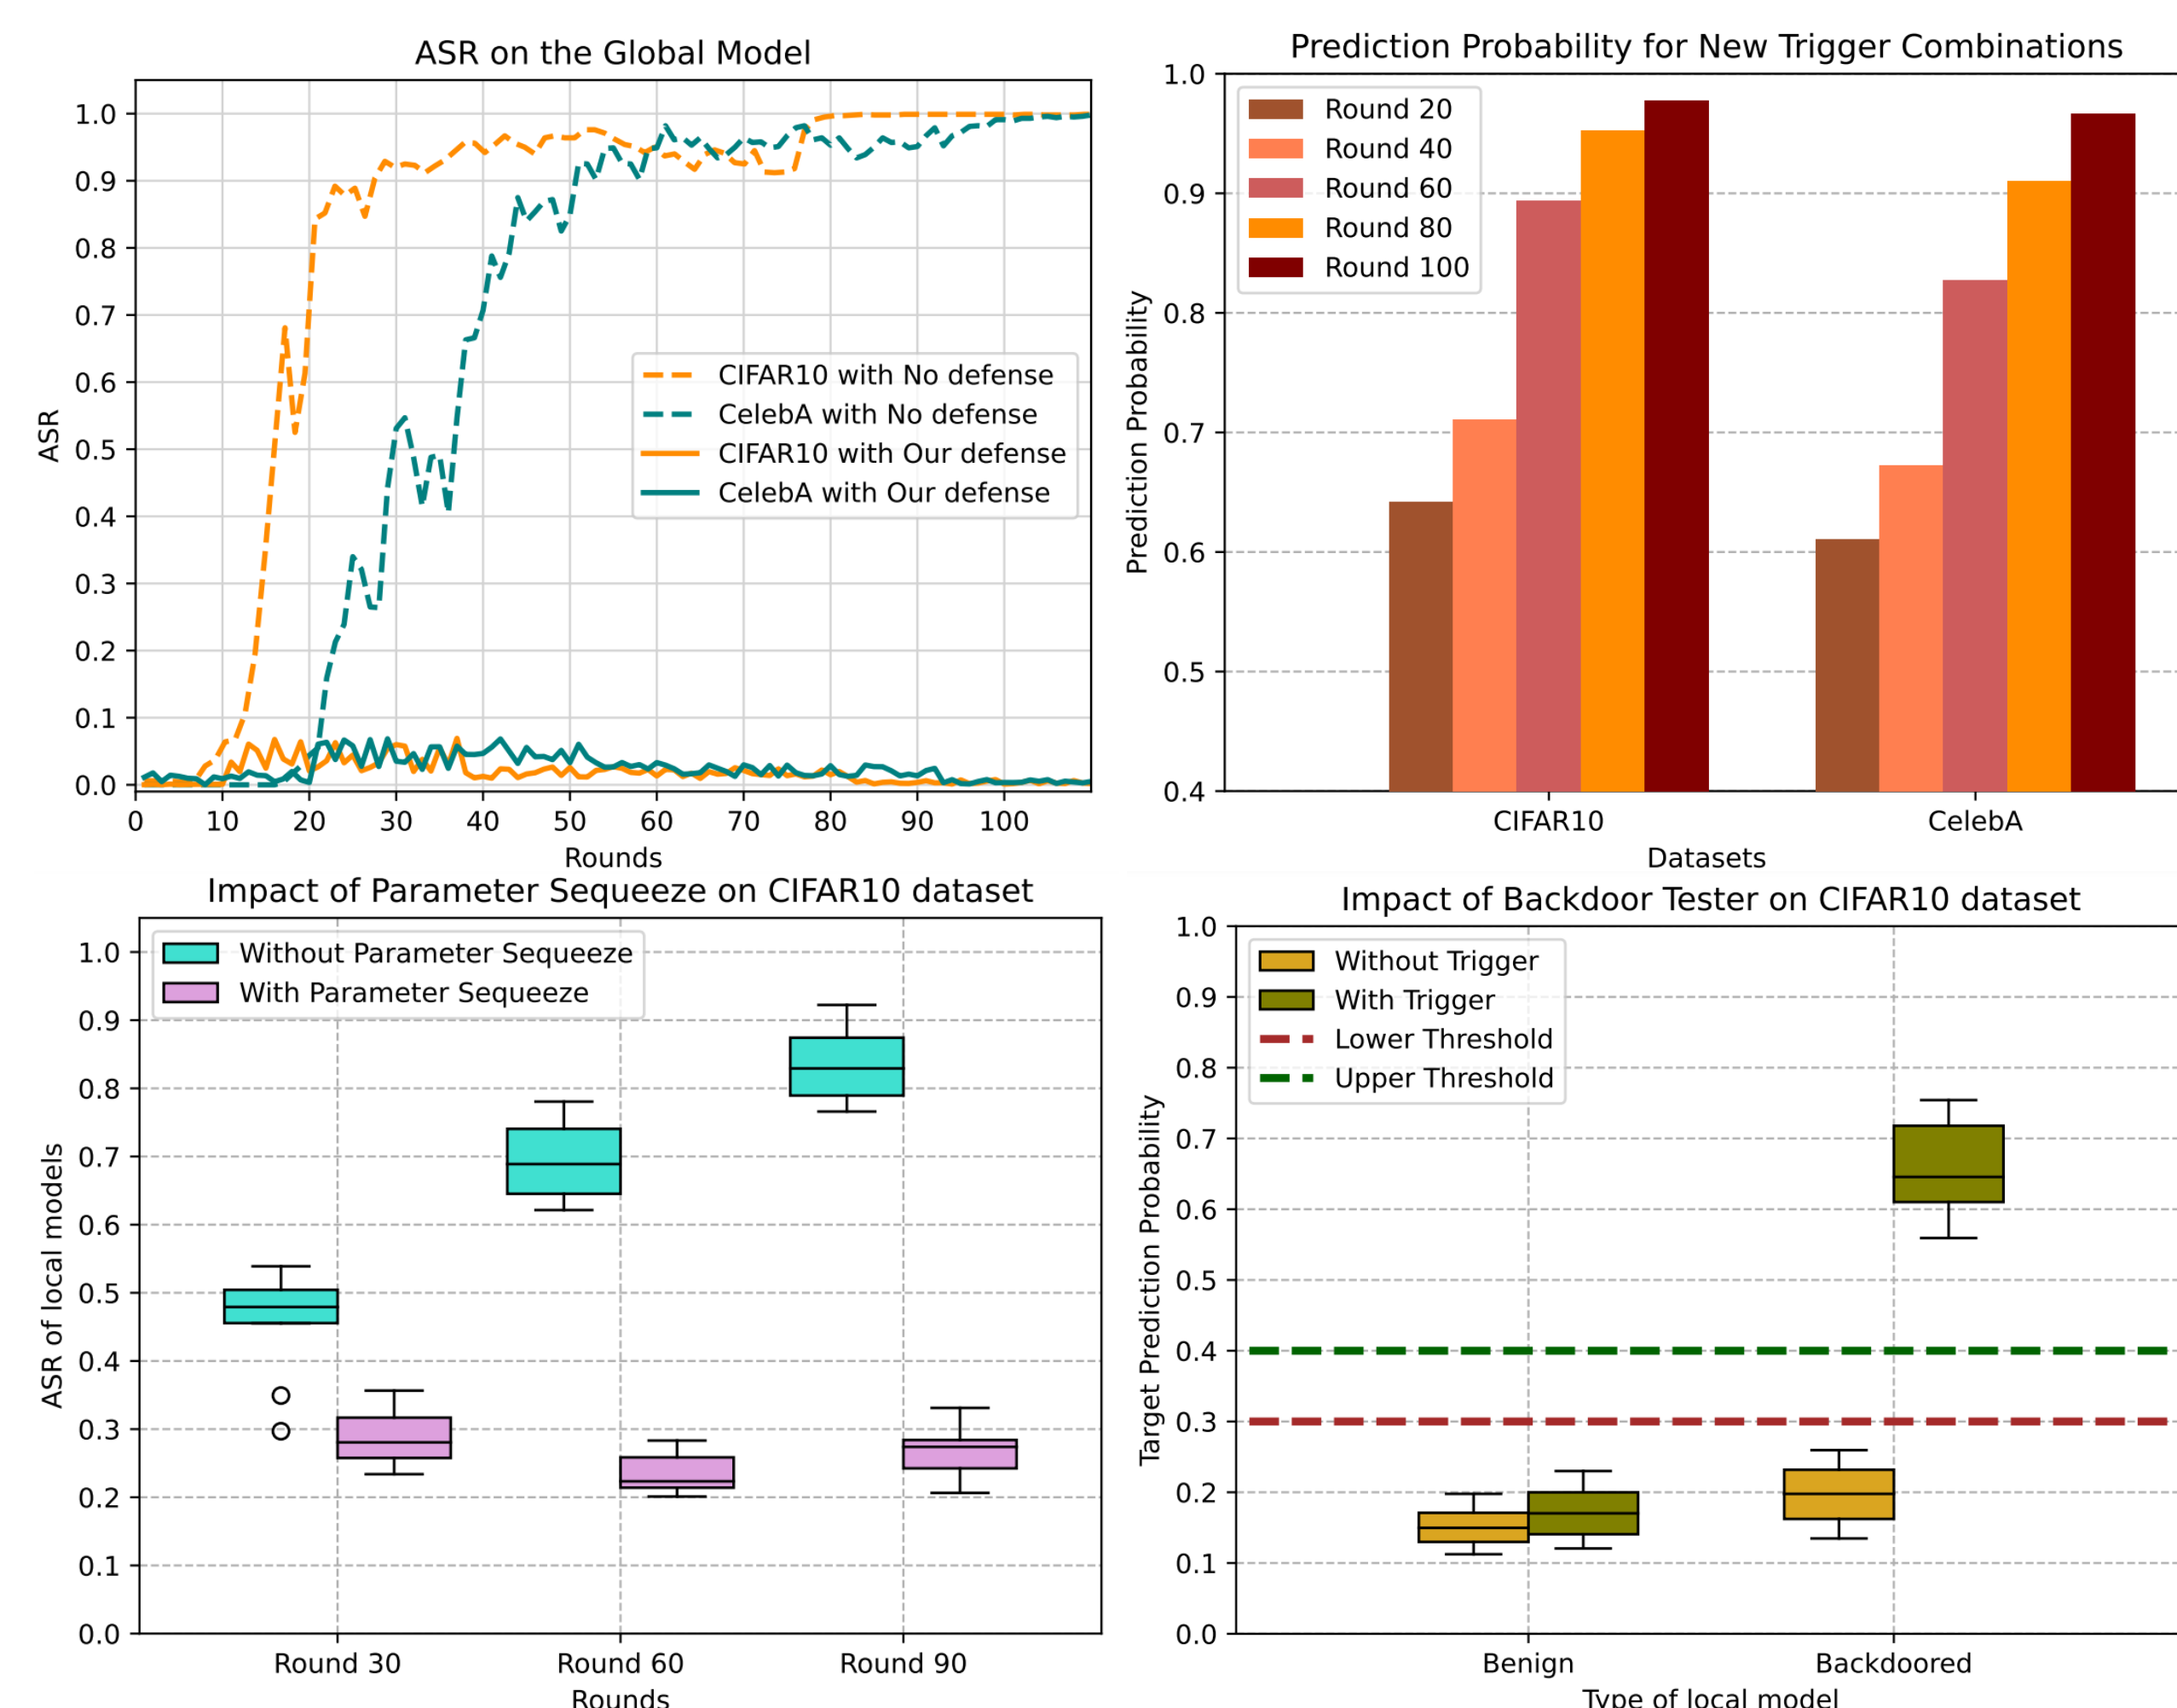 ASR on the Global Model
1.0
0.9
0.8
0.7
0.6
0.5
0.4
0.3
0.2
0.1
0.0
ASR
CIFAR10 with No defense
CelebA with No defense
CIFAR10 with Our defense
CelebA with Our defense
0 10 20 30 40 50 60 70 80 90 100
Rounds
Prediction Probability for New Trigger Combinations
1.0
0.9
0.8
0.7
0.6
0.5
0.4
Prediction Probability
Round 20
Round 40
Round 60
Round 80
Round 100
CIFAR10 CelebA
Datasets
Impact of Parameter Sequeeze on CIFAR10 dataset
1.0
0.9
0.8
0.7
0.6
0.5
0.4
0.3
0.2
0.1
0.0
ASR of local models
Without Parameter Sequeeze
With Parameter Sequeeze
Round 30 Round 60 Round 90
Rounds
Impact of Backdoor Tester on CIFAR10 dataset
1.0
0.9
0.8
0.7
0.6
0.5
0.4
0.3
0.2
0.1
0.0
Target Prediction Probability
Without Trigger
With Trigger
Lower Threshold
Upper Threshold
Benign Backdoored
Type of local model